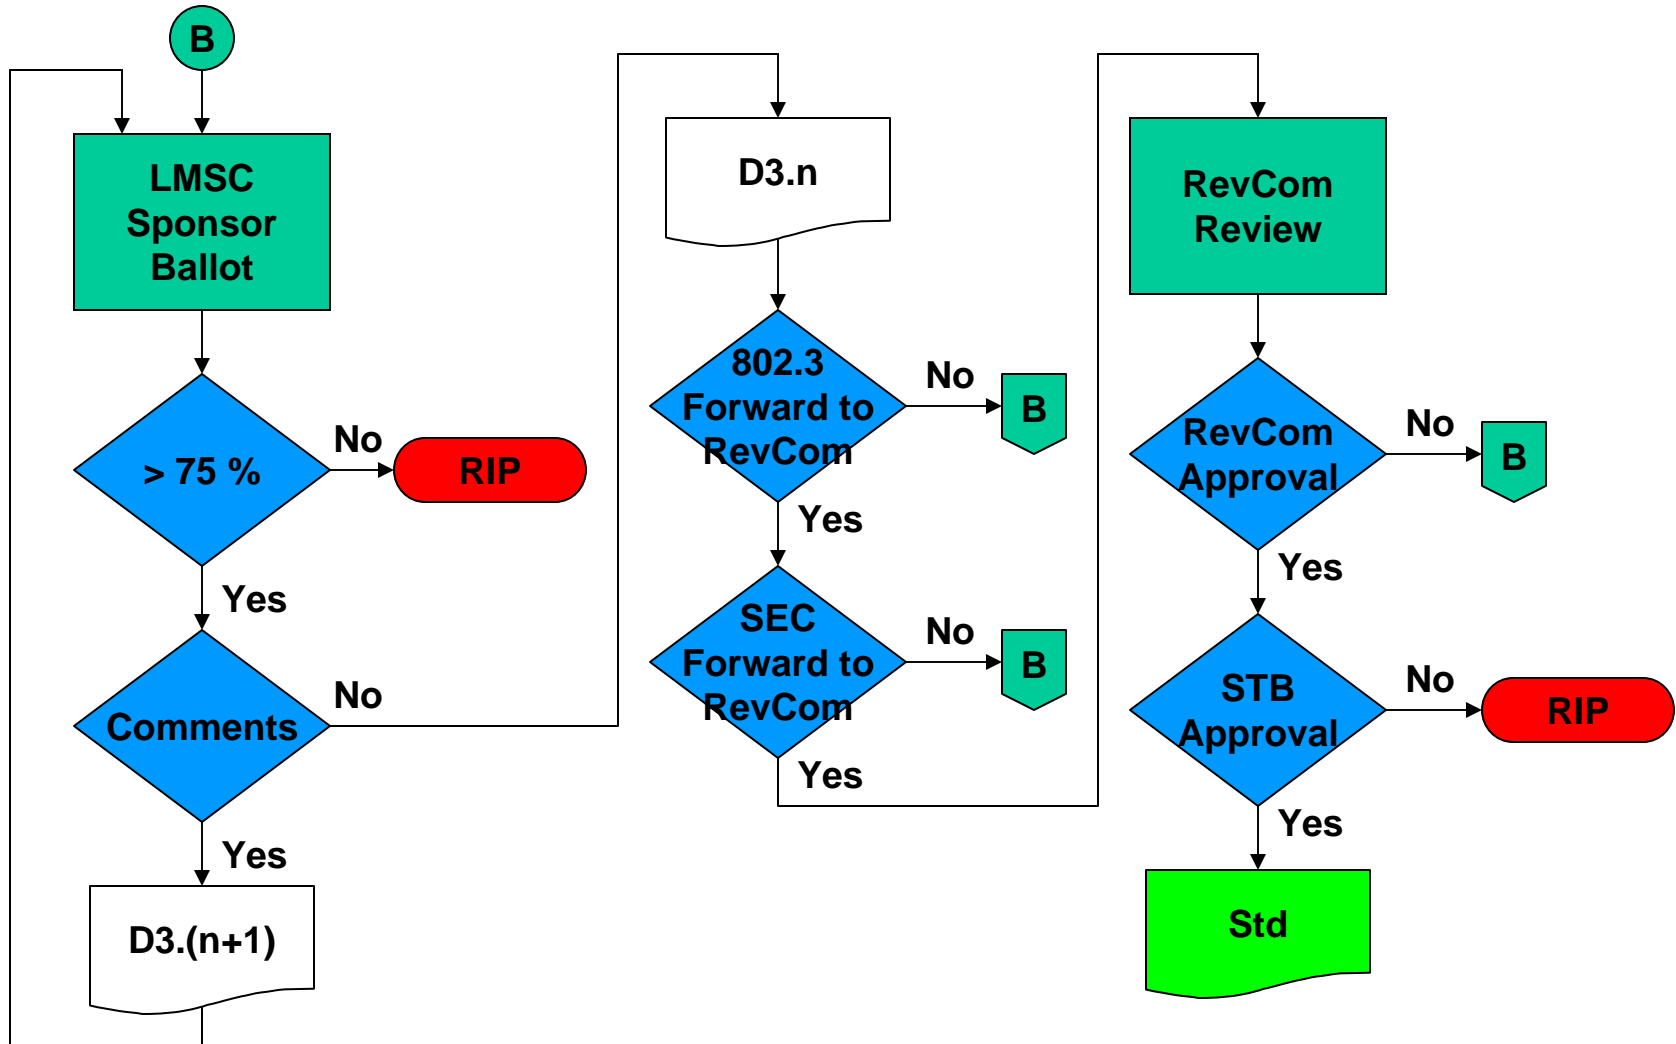 B
LMSC
Sponsor
Ballot
> 75 %
No
RIP
Yes
Comments
No
Yes
D3.(n+1)
D3.n
802.3
Forward to
RevCom
No
B
Yes
SEC
Forward to
RevCom
No
B
Yes
RevCom
Review
RevCom
Approval
No
B
Yes
STB
Approval
No
RIP
Yes
Std